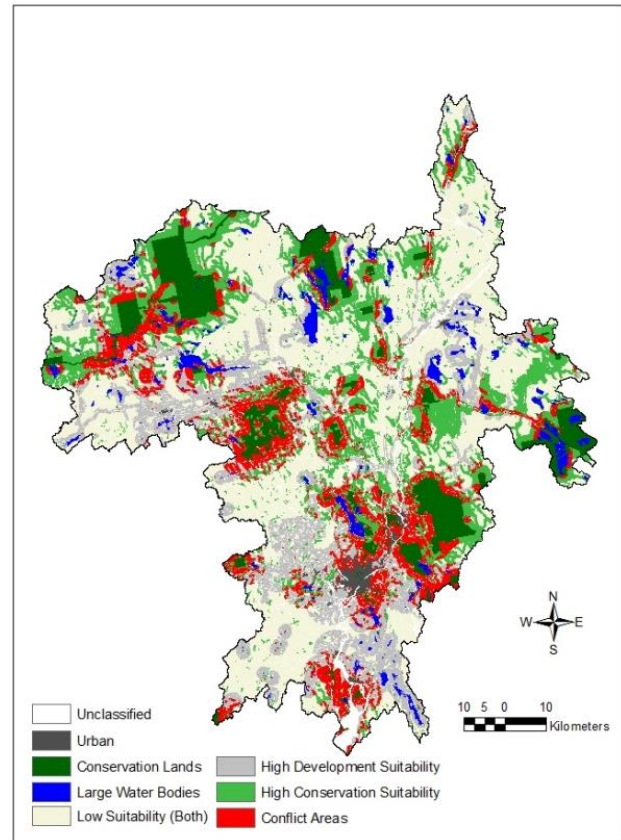 N
W E
S
10 5 0 10
Kilometers
Unclassified
Urban
Conservation Lands
Large Water Bodies
Low Suitability (Both)
High Development Suitability
High Conservation Suitability
Conflict Areas